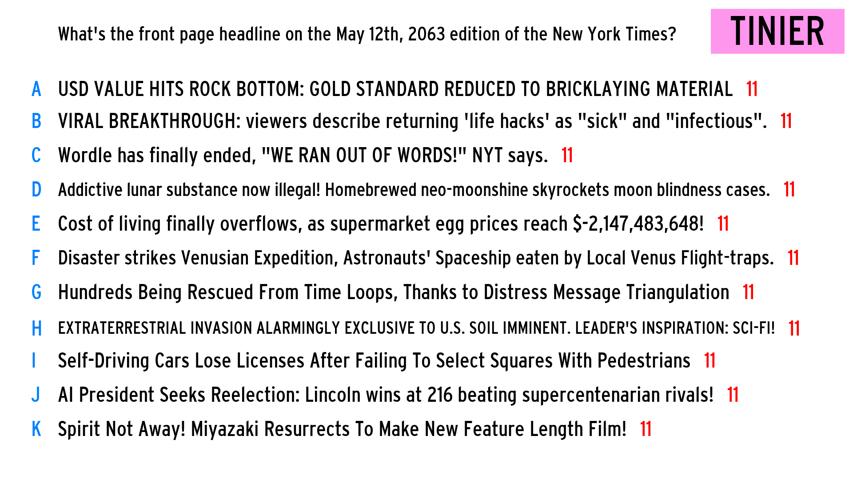 What's the front page headline on the May 12th, 2063 edition of the New York Times?
TINIER
A USD VALUE HITS ROCK BOTTOM: GOLD STANDARD REDUCED TO BRICKLAYING MATERIAL 11
B VIRAL BREAKTHROUGH: viewers describe returning 'life hacks' as "sick" and "infectious". 11
C Wordle has finally ended, "WE RAN OUT OF WORDS!" NYT says. 11
D Addictive lunar substance now illegal! Homebrewed neo-moonshine skyrockets moon blindness cases. 11
E Cost of living finally overflows, as supermarket egg prices reach $-2,147,483,648! 11
F Disaster strikes Venusian Expedition, Astronauts' Spaceship eaten by Local Venus Flight-traps. 11
G Hundreds Being Rescued From Time Loops, Thanks to Distress Message Triangulation 11
H EXTRATERRESTRIAL INVASION ALARMINGLY EXCLUSIVE TO U.S. SOIL IMMINENT. LEADER'S INSPIRATION: SCI-FI! 11
I Self-Driving Cars Lose Licenses After Failing To Select Squares With Pedestrians 11
J AI President Seeks Reelection: Lincoln wins at 216 beating supercentenarian rivals! 11
K Spirit Not Away! Miyazaki Resurrects To Make New Feature Length Film! 11